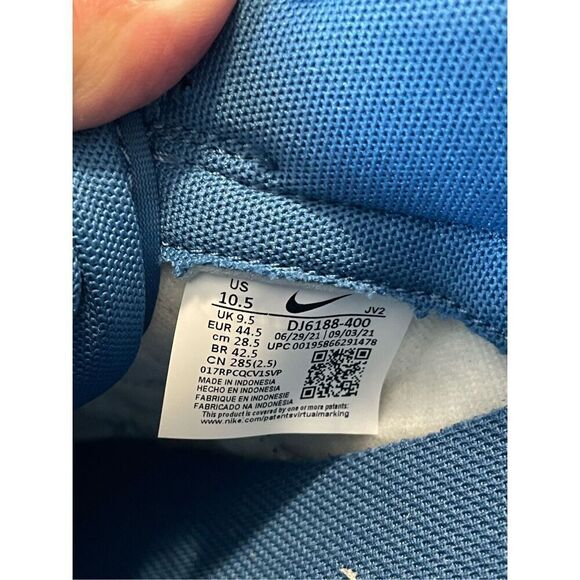 US
10.5
UK 9.5
EUR 44.5
cm 28.5
BR 42.5
CN 285(2.5)
017RPCQCV1SVP
JV2
DJ6188-400
06/29/21 09/03/21
UPC 00195866291478
MADE IN INDONESIA
HECHO EN INDONESIA
FABRIQUE EN INDONESIE
FABRICADO NA INDONÉSIA
This product is covered by one or more patents. See
www.nike.com/patentsvirtualmarking